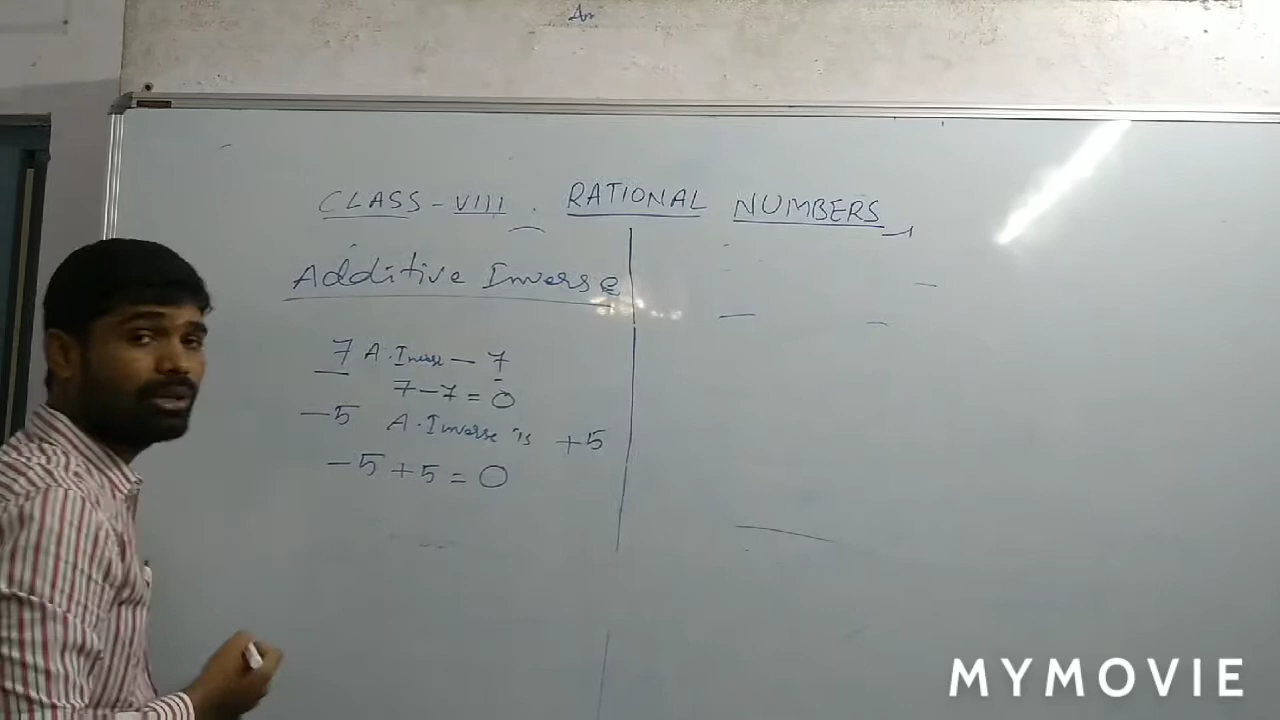 An
CLASS - VIII . RATIONAL NUMBERS
Additive Inverse
7 A.Inverse — 7
7 — 7 = 0
— 5 A.Inverse is +5
— 5 + 5 = 0
MYMOVIE